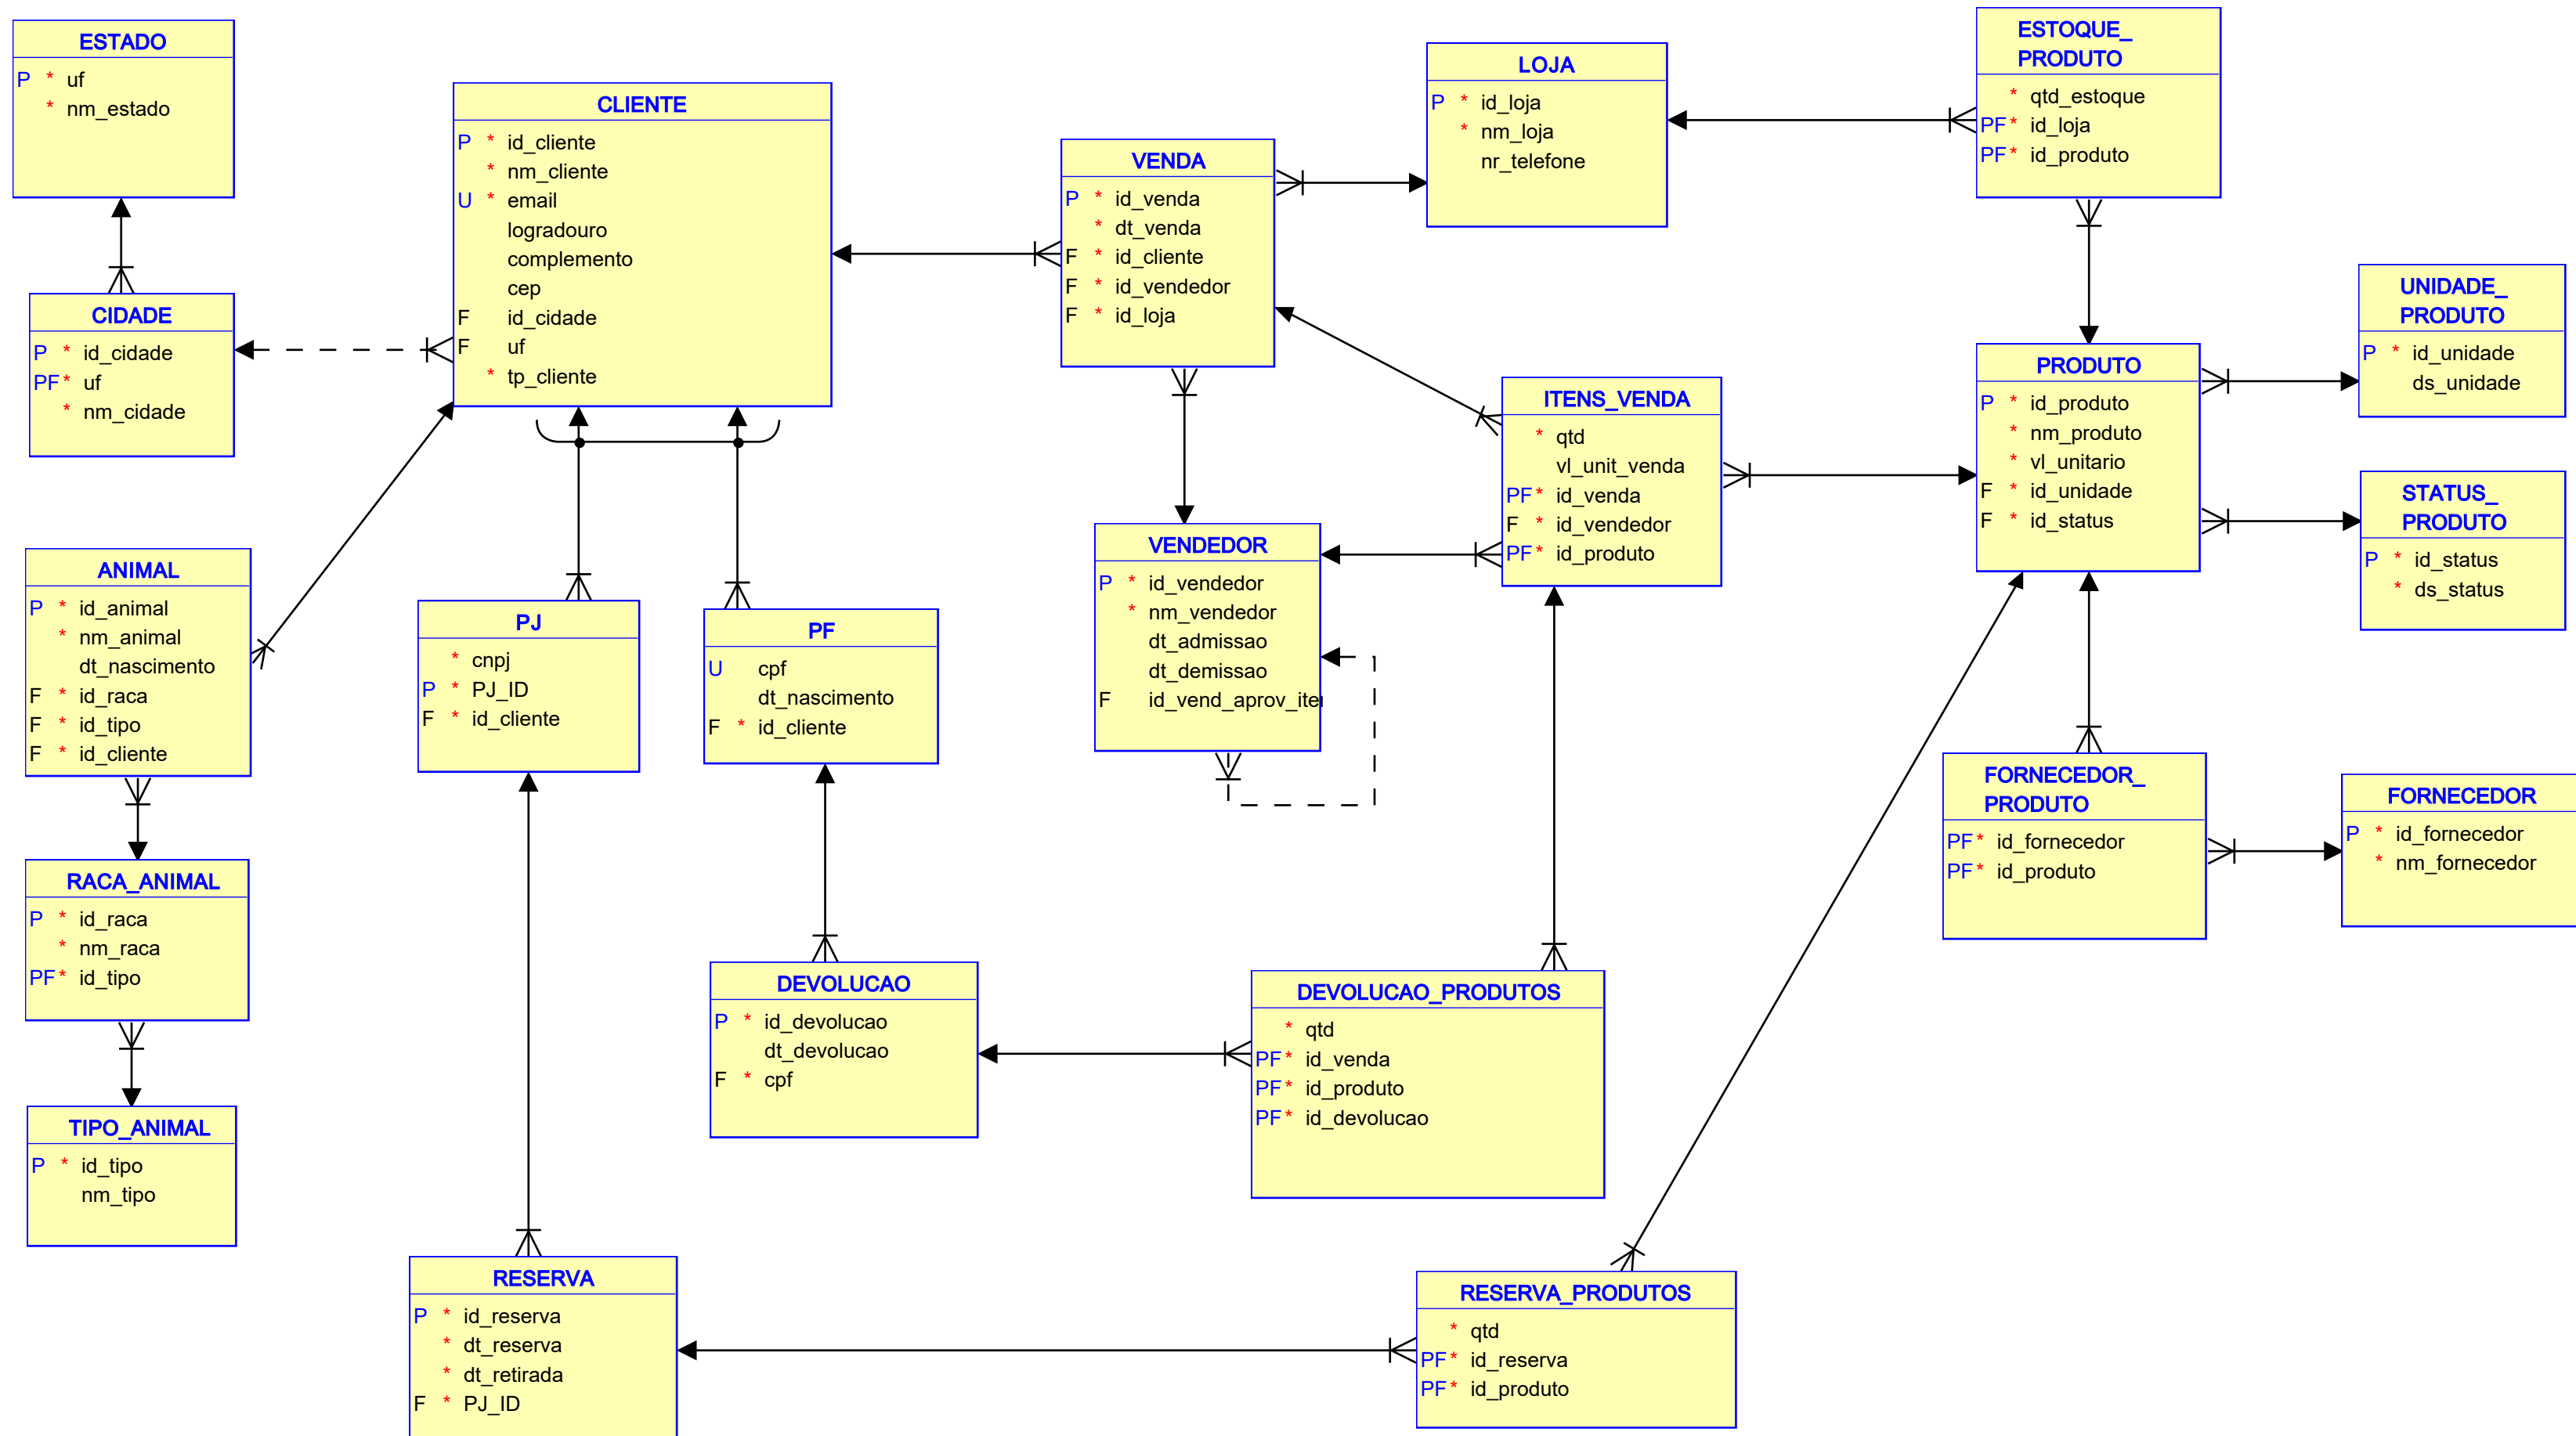 ESTADO
P * uf
* nm_estado
CIDADE
P * id_cidade
PF * uf
* nm_cidade
CLIENTE
P * id_cliente
* nm_cliente
U * email
logradouro
complemento
cep
F id_cidade
F uf
* tp_cliente
VENDA
P * id_venda
* dt_venda
F * id_cliente
F * id_vendedor
F * id_loja
LOJA
P * id_loja
* nm_loja
nr_telefone
ESTOQUE_
PRODUTO
* qtd_estoque
PF * id_loja
PF * id_produto
UNIDADE_
PRODUTO
P * id_unidade
ds_unidade
PRODUTO
P * id_produto
* nm_produto
* vl_unitario
F * id_unidade
F * id_status
STATUS_
PRODUTO
P * id_status
* ds_status
ITENS_VENDA
* qtd
vl_unit_venda
PF * id_venda
F * id_vendedor
PF * id_produto
VENDEDOR
P * id_vendedor
* nm_vendedor
dt_admissao
dt_demissao
F id_vend_aprov_ite
ANIMAL
P * id_animal
* nm_animal
dt_nascimento
F * id_raca
F * id_tipo
F * id_cliente
PJ
* cnpj
P * PJ_ID
F * id_cliente
PF
U cpf
dt_nascimento
F * id_cliente
FORNECEDOR_
PRODUTO
PF * id_fornecedor
PF * id_produto
FORNECEDOR
P * id_fornecedor
* nm_fornecedor
RACA_ANIMAL
P * id_raca
* nm_raca
PF * id_tipo
TIPO_ANIMAL
P * id_tipo
nm_tipo
DEVOLUCAO
P * id_devolucao
dt_devolucao
F * cpf
DEVOLUCAO_PRODUTOS
* qtd
PF * id_venda
PF * id_produto
PF * id_devolucao
RESERVA
P * id_reserva
* dt_reserva
* dt_retirada
F * PJ_ID
RESERVA_PRODUTOS
* qtd
PF * id_reserva
PF * id_produto